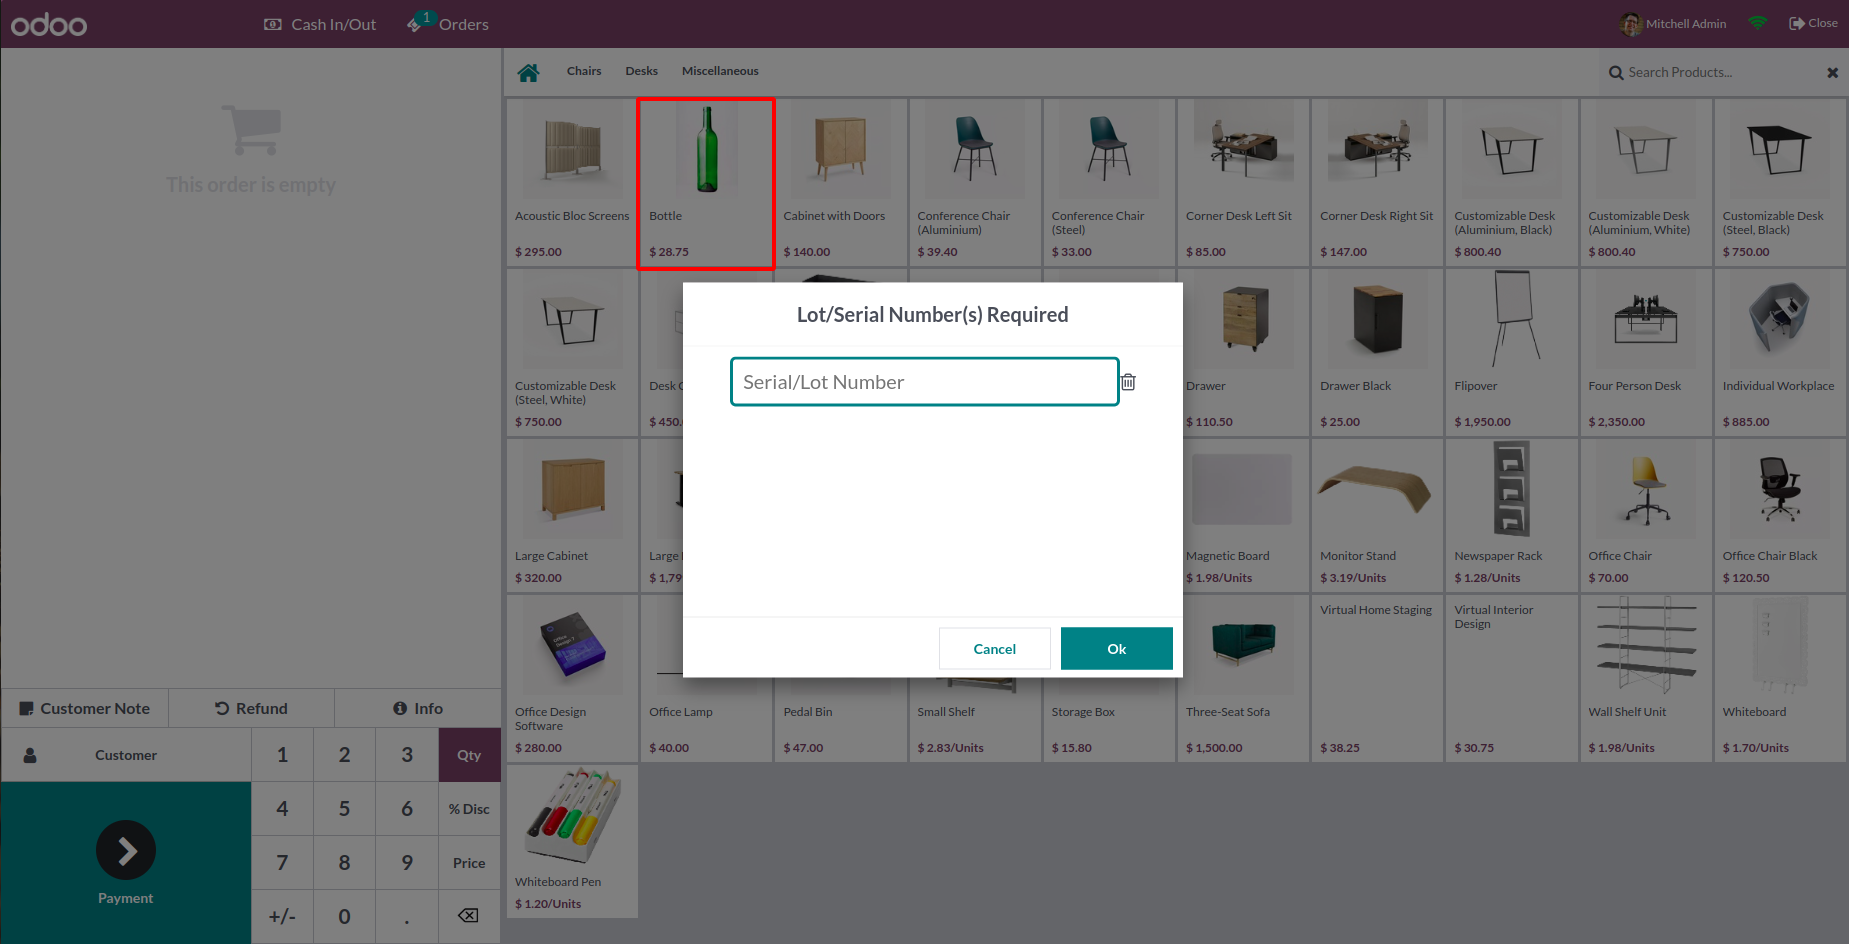 odoo
Cash In/Out
1
Orders
Mitchell Admin
Close
This order is empty
Chairs
Desks
Miscellaneous
Search Products...
Acoustic Bloc Screens
$ 295.00
Bottle
$ 28.75
Cabinet with Doors
$ 140.00
Conference Chair
(Aluminium)
$ 39.40
Conference Chair
(Steel)
$ 33.00
Corner Desk Left Sit
$ 85.00
Corner Desk Right Sit
$ 147.00
Customizable Desk
(Aluminium, Black)
$ 800.40
Customizable Desk
(Aluminium, White)
$ 800.40
Customizable Desk
(Steel, Black)
$ 750.00
Customizable Desk
(Steel, White)
$ 750.00
Desk
$ 450.
Drawer
$ 110.50
Drawer Black
$ 25.00
Flipover
$ 1,950.00
Four Person Desk
$ 2,350.00
Individual Workplace
$ 885.00
Lot/Serial Number(s) Required
Serial/Lot Number
Cancel
Ok
Large Cabinet
$ 320.00
Large
$ 1,79
Magnetic Board
$ 1.98/Units
Monitor Stand
$ 3.19/Units
Newspaper Rack
$ 1.28/Units
Office Chair
$ 70.00
Office Chair Black
$ 120.50
Office Design
Software
$ 280.00
Office Lamp
$ 40.00
Pedal Bin
$ 47.00
Small Shelf
$ 2.83/Units
Storage Box
$ 15.80
Three-Seat Sofa
$ 1,500.00
Virtual Home Staging
$ 38.25
Virtual Interior
Design
$ 30.75
Wall Shelf Unit
$ 1.98/Units
Whiteboard
$ 1.70/Units
Whiteboard Pen
$ 1.20/Units
Customer Note
Refund
Info
Customer
1
2
3
Qty
4
5
6
% Disc
7
8
9
Price
+/-
0
.
Payment